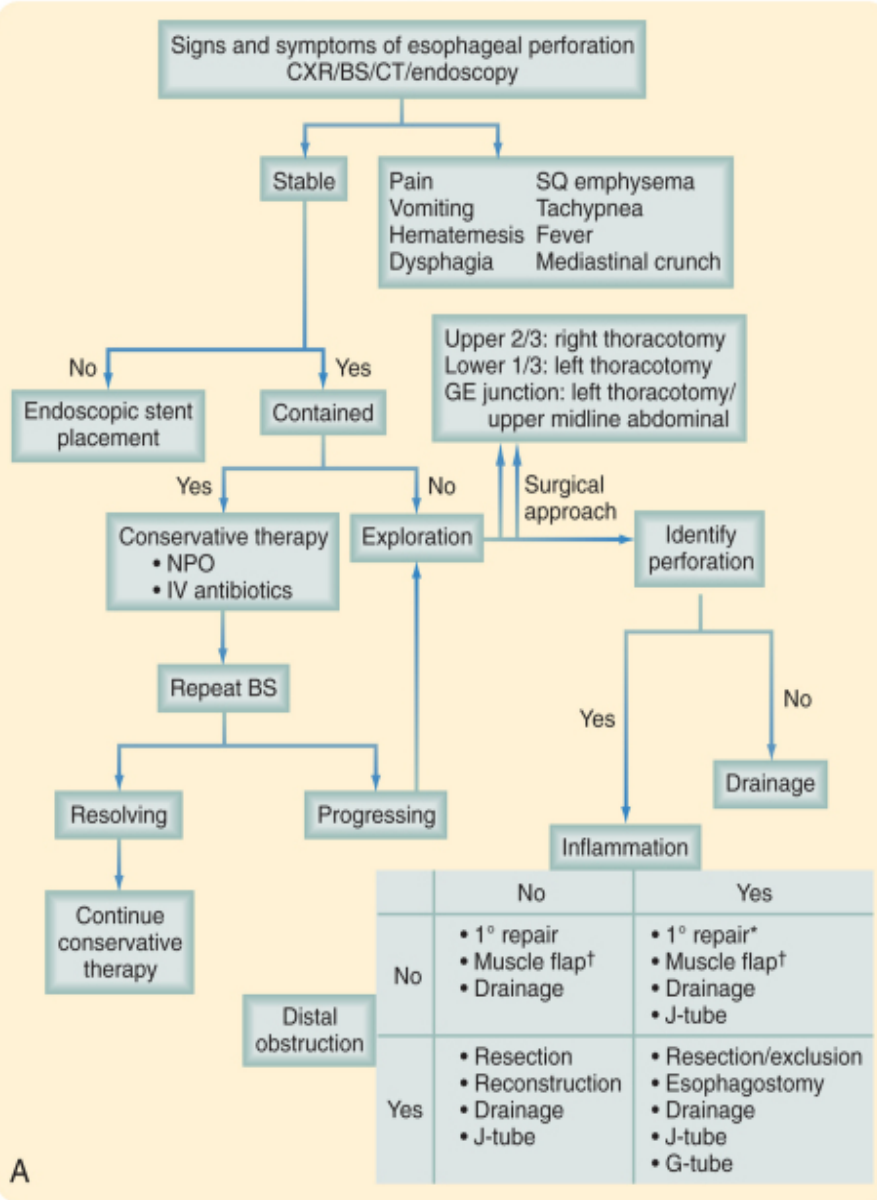 Signs and symptoms of esophageal perforation
CXR/BS/CT/endoscopy
Stable
Pain SQ emphysema
Vomiting Tachypnea
Hematemesis Fever
Dysphagia Mediastinal crunch
Upper 2/3: right thoracotomy
Lower 1/3: left thoracotomy
GE junction: left thoracotomy/
upper midline abdominal
No
Yes
Endoscopic stent
placement
Contained
Yes
No
Surgical
approach
Conservative therapy
• NPO
• IV antibiotics
Exploration
Identify
perforation
Repeat BS
Yes
No
Drainage
Resolving
Progressing
Inflammation
Continue
conservative
therapy
No
Yes
Distal
obstruction
No
• 1° repair
• Muscle flap†
• Drainage
• 1° repair*
• Muscle flap†
• Drainage
• J-tube
Yes
• Resection
• Reconstruction
• Drainage
• J-tube
• Resection/exclusion
• Esophagostomy
• Drainage
• J-tube
• G-tube
A